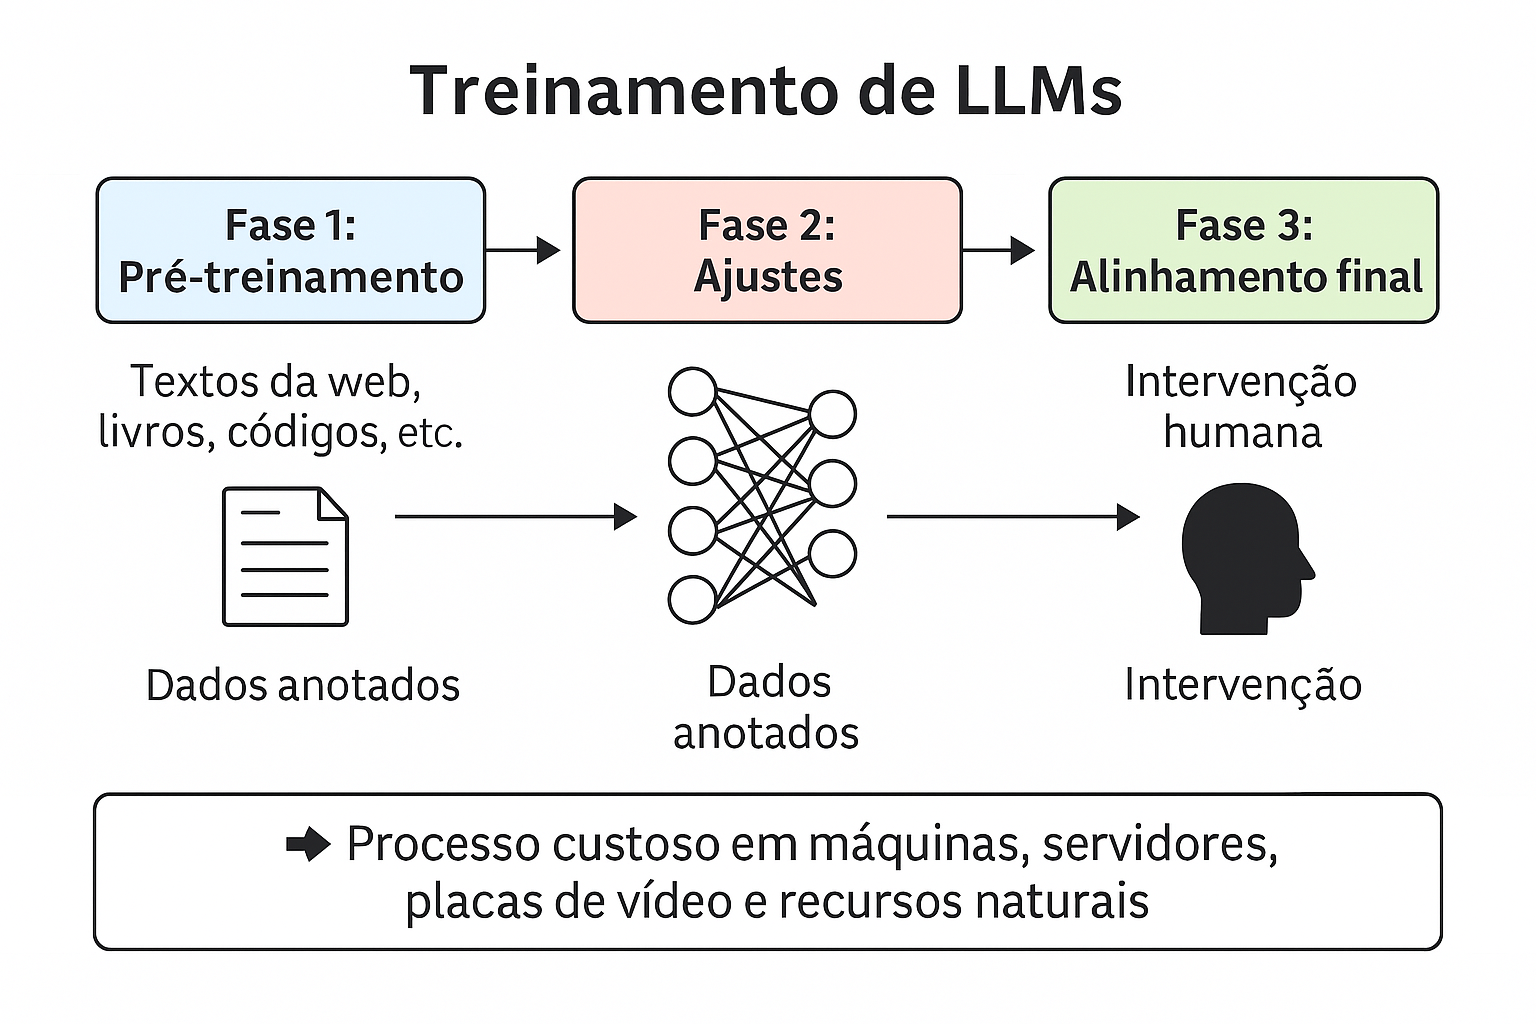 Treinamento de LLMs
Fase 1:
Pré-treinamento
Fase 2:
Ajustes
Fase 3:
Alinhamento final
Textos da web,
livros, códigos, etc.
Intervenção
humana
Dados anotados
Dados
anotados
Intervenção
Processo custoso em máquinas, servidores,
placas de vídeo e recursos naturais